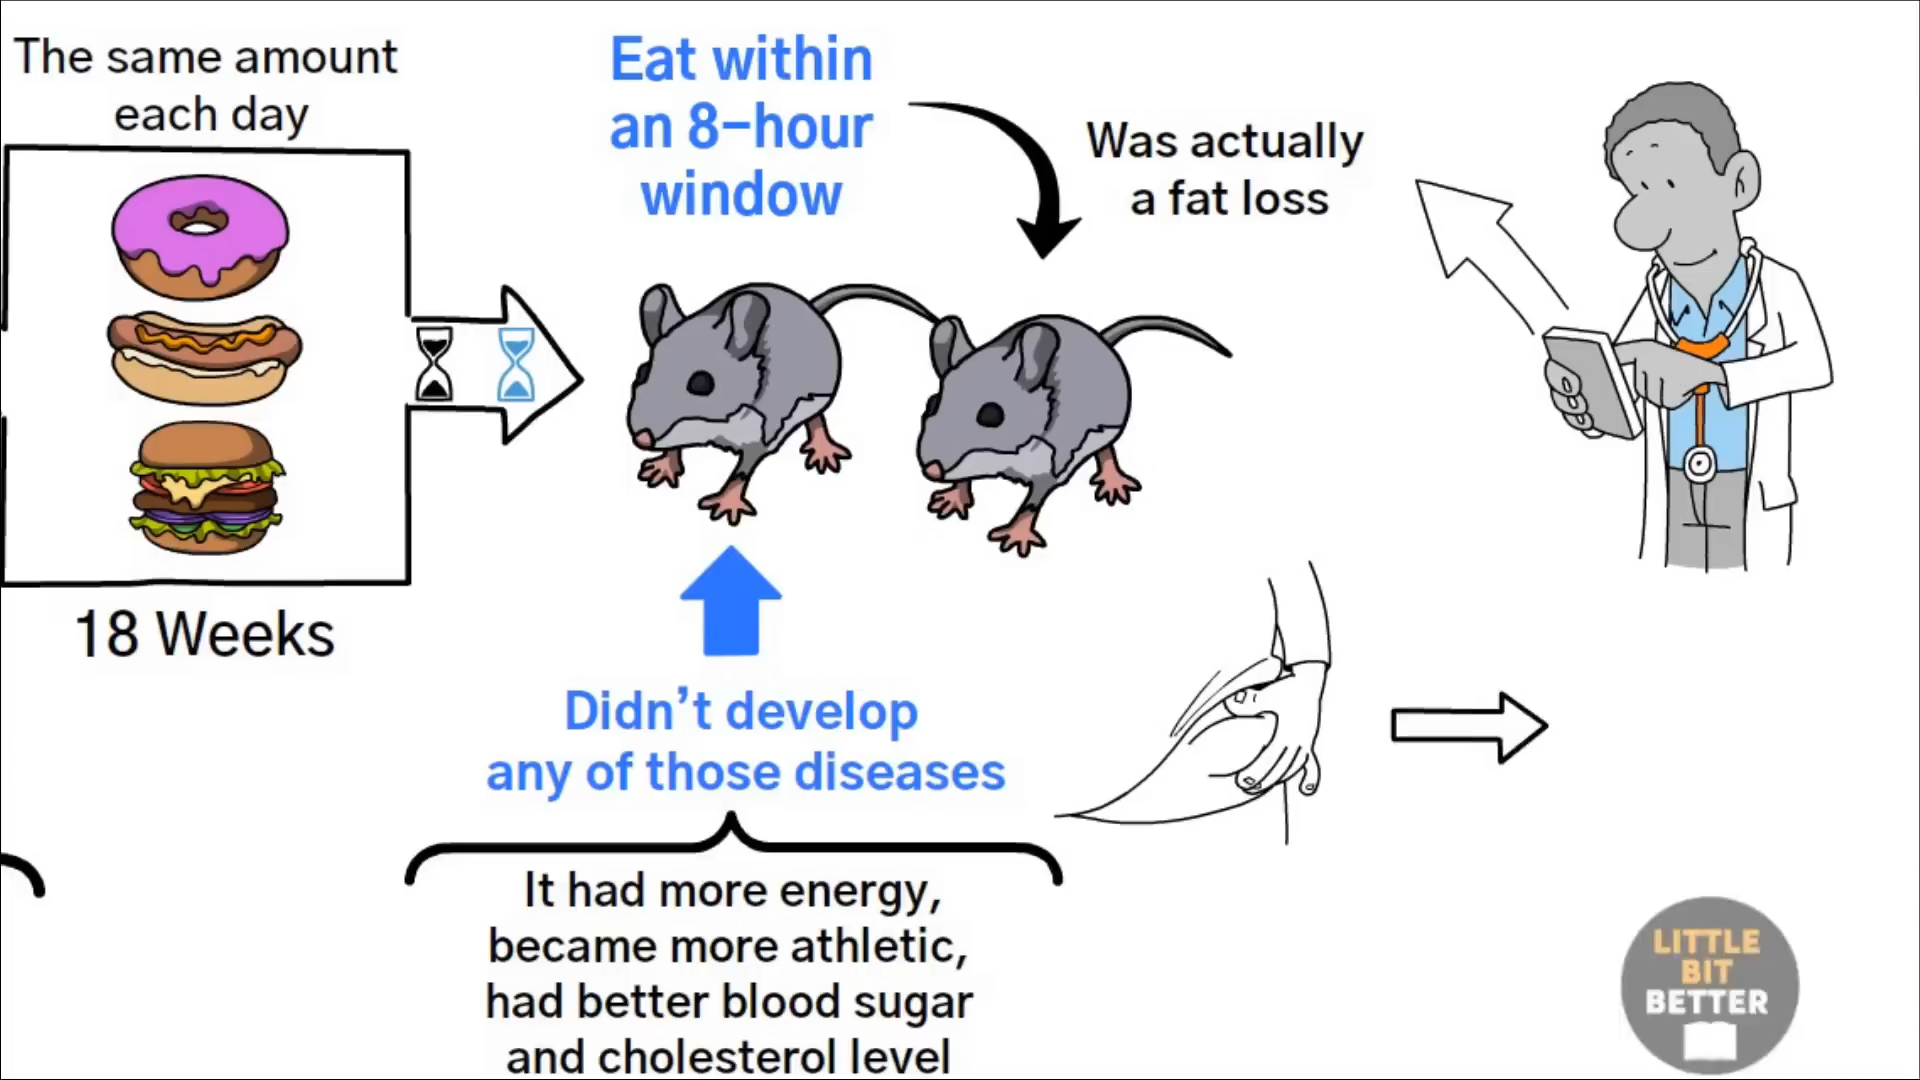 The same amount
each day
18 Weeks
Eat within
an 8-hour
window
Was actually
a fat loss
Didn't develop
any of those diseases
It had more energy,
became more athletic,
had better blood sugar
and cholesterol level
LITTLE
BIT
BETTER